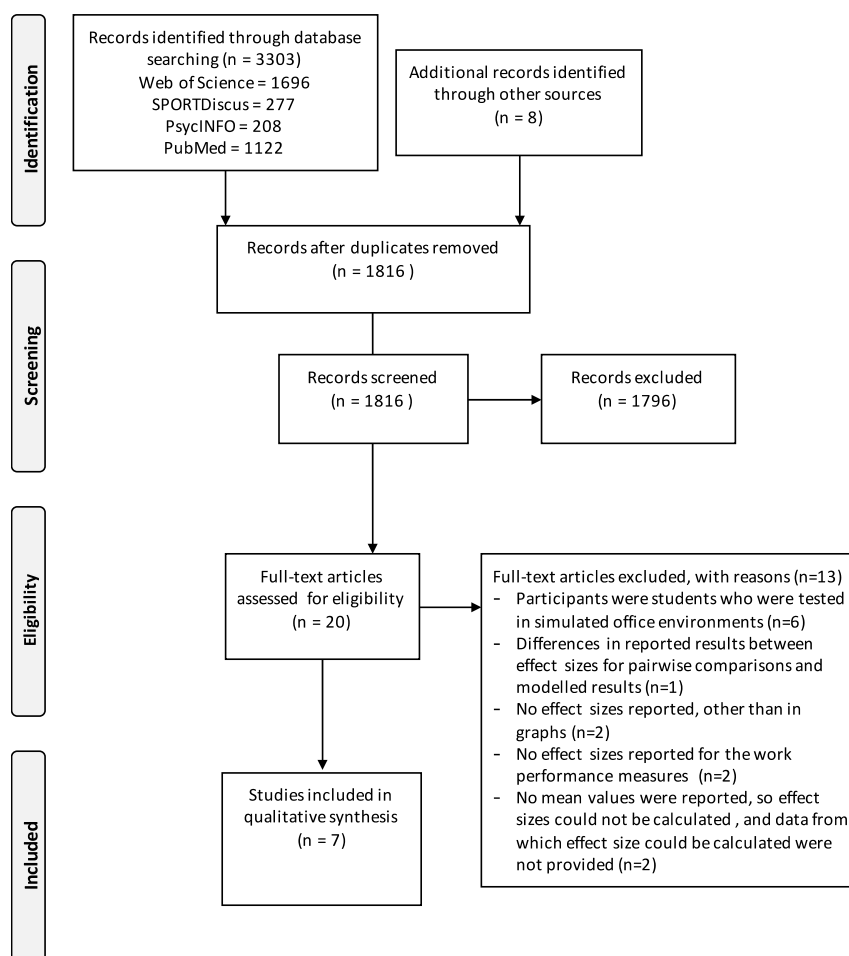 Identification
Records identified through database
searching (n = 3303)
Web of Science = 1696
SPORTDiscus = 277
PsycINFO = 208
PubMed = 1122
Additional records identified
through other sources
(n = 8)
Records after duplicates removed
(n = 1816 )
Screening
Records screened
(n = 1816 )
Records excluded
(n = 1796)
Eligibility
Full-text articles
assessed for eligibility
(n = 20)
Full-text articles excluded, with reasons (n=13)
- Participants were students who were tested
in simulated office environments (n=6)
- Differences in reported results between
effect sizes for pairwise comparisons and
modelled results (n=1)
- No effect sizes reported, other than in
graphs (n=2)
- No effect sizes reported for the work
performance measures (n=2)
- No mean values were reported, so effect
sizes could not be calculated , and data from
which effect size could be calculated were
not provided (n=2)
Included
Studies included in
qualitative synthesis
(n = 7)